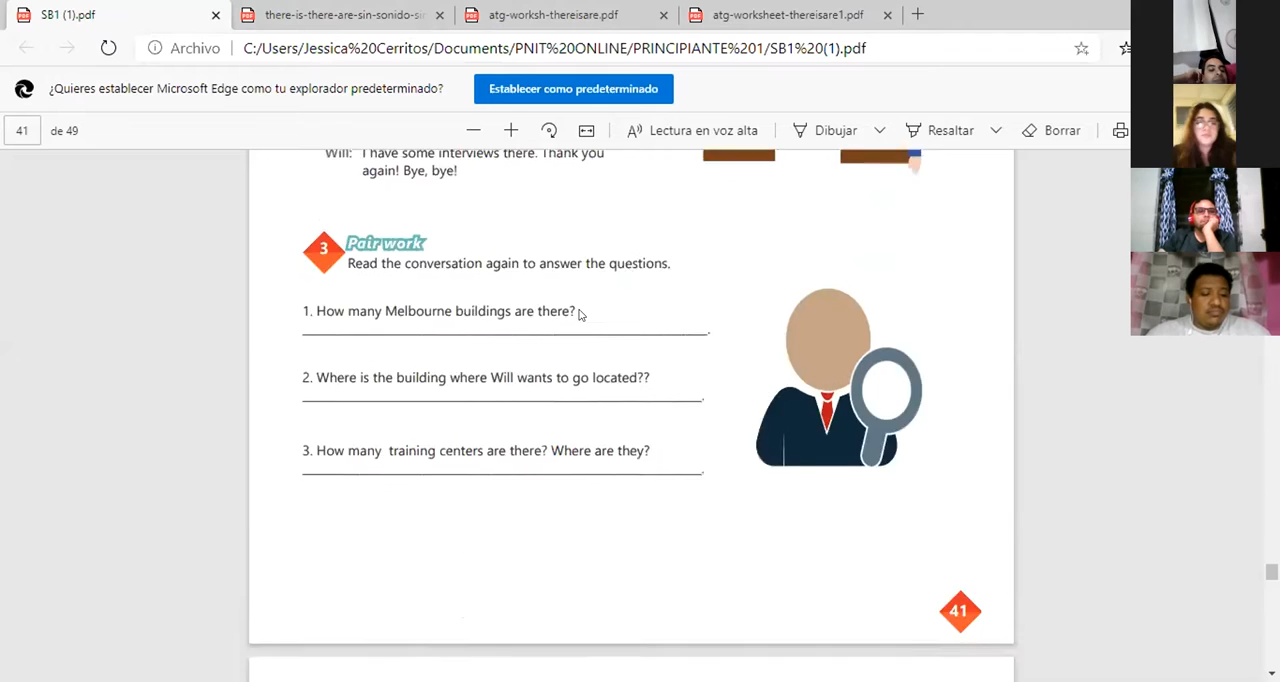 SB1 (1).pdf
there-is-there-are-sin-sonido-si
atg-worksh-thereisare.pdf
atg-worksheet-thereisare1.pdf
Archivo
C:/Users/Jessica%20Cerritos/Documents/PNIT%20ONLINE/PRINCIPIANTE%201/SB1%20(1).pdf
¿Quieres establecer Microsoft Edge como tu explorador predeterminado?
Establecer como predeterminado
41 de 49
Lectura en voz alta
Dibujar
Resaltar
Borrar
Will: I have some interviews there. Thank you
again! Bye, bye!
3 Pair work
Read the conversation again to answer the questions.
1. How many Melbourne buildings are there?
2. Where is the building where Will wants to go located??
3. How many training centers are there? Where are they?
41